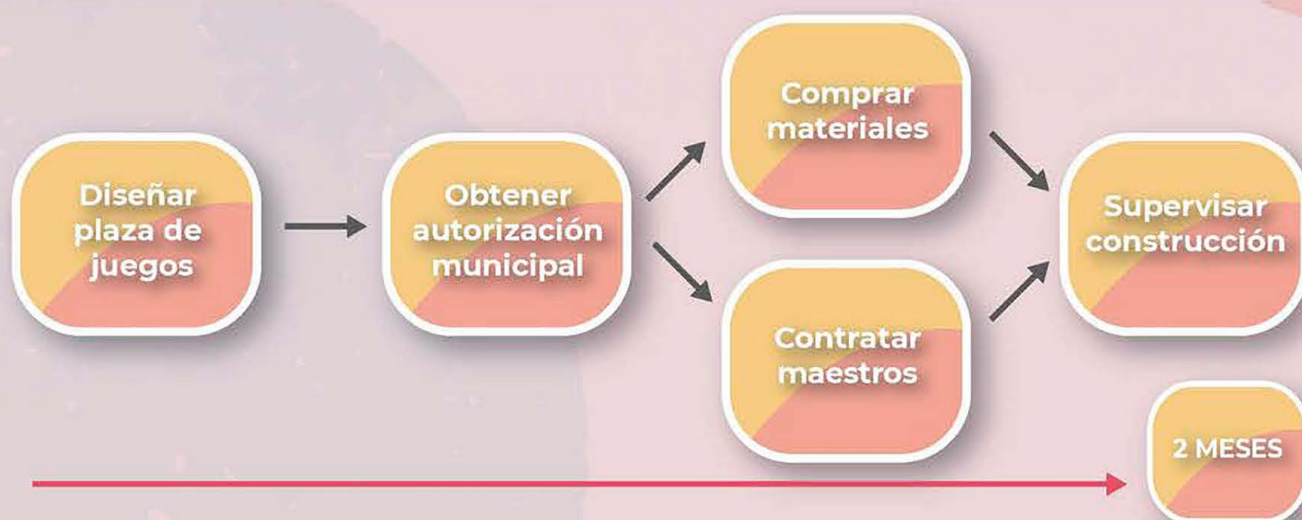 Diseñar
plaza de
juegos
Obtener
autorización
municipal
Comprar
materiales
Contratar
maestros
Supervisar
construcción
2 MESES